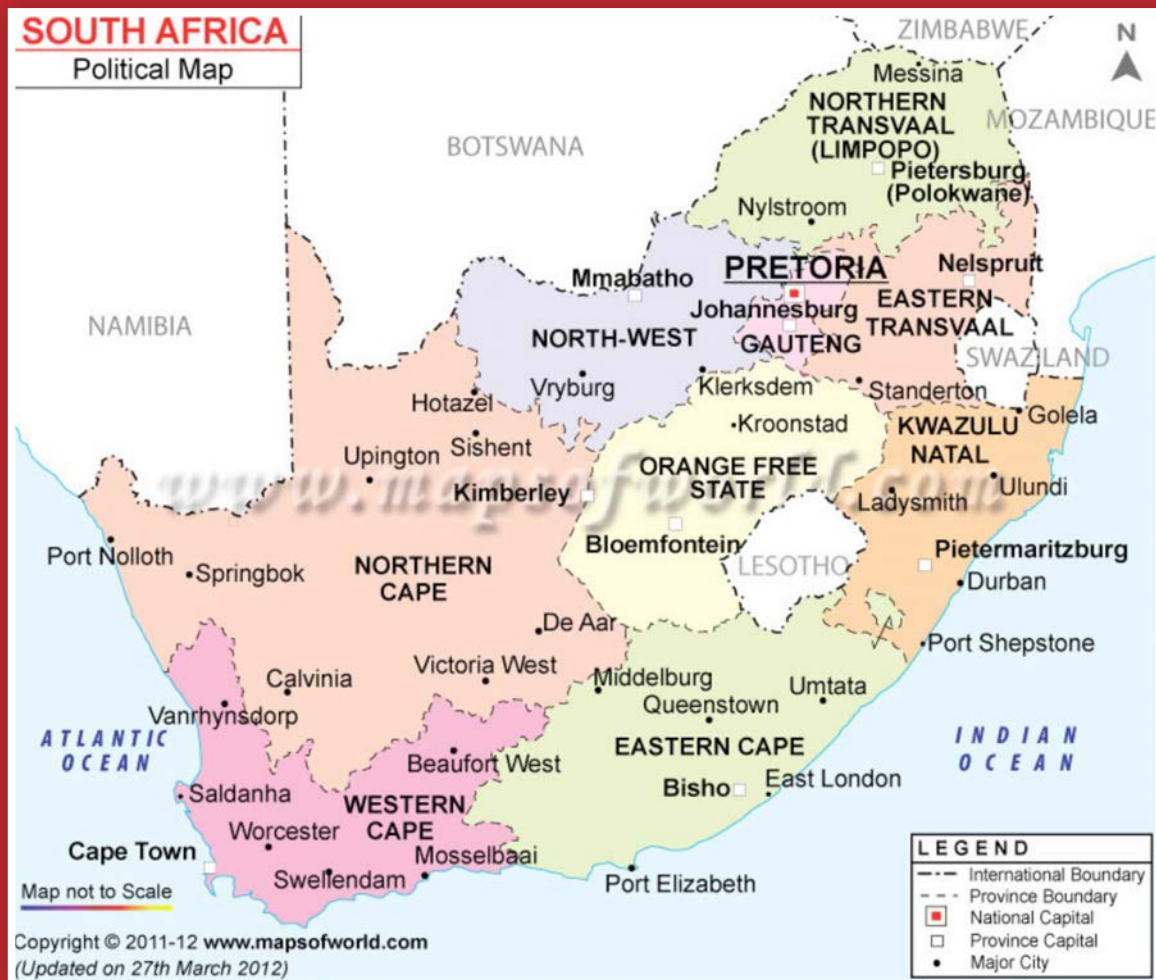 SOUTH AFRICA
Political Map
ZIMBABWE
N
Messina
MOZAMBIQUE
NORTHERN
TRANSVAAL
(LIMPOPO)
BOTSWANA
Pietersburg
(Polokwane)
Nylstroom
PRETORIA
Nelspruit
Mmabatho
Johannesburg
EASTERN
TRANSVAAL
NAMIBIA
NORTH-WEST
GAUTENG
SWAZILAND
Vryburg
Klerksdem
Standerton
Hotazel
Golela
Kroonstad
KWAZULU
NATAL
Sishent
Upington
ORANGE FREE
STATE
www.mapsofworld.com
Kimberley
Ladysmith
Ulundi
Bloemfontein
Pietermaritzburg
Port Nolloth
LESOTHO
NORTHERN
CAPE
Springbok
Durban
De Aar
Port Shepstone
Victoria West
Calvinia
Middelburg
Umtata
Queenstown
Vanrhynsdorp
ATLANTIC
OCEAN
INDIAN
OCEAN
EASTERN CAPE
Beaufort West
Bisho
East London
Saldanha
WESTERN
CAPE
Worcester
Cape Town
Mosselbaai
Swellendam
Port Elizabeth
Map not to Scale
LEGEND
International Boundary
Province Boundary
National Capital
Province Capital
Major City
Copyright © 2011-12 www.mapsofworld.com
(Updated on 27th March 2012)